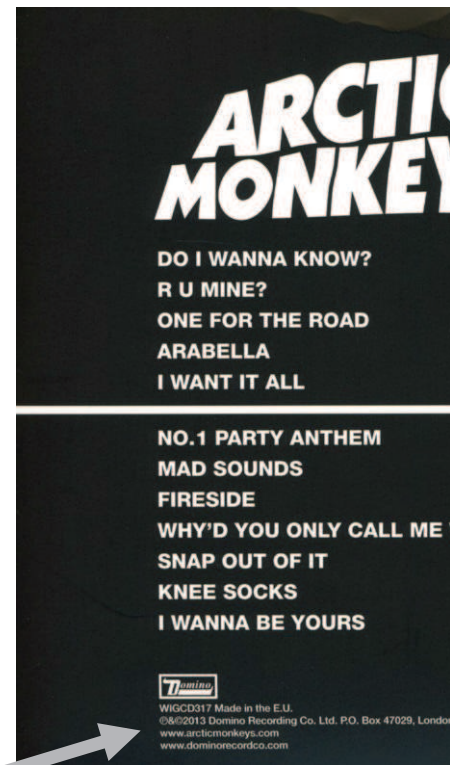 ARCTIC
MONKEY
DO I WANNA KNOW?
R U MINE?
ONE FOR THE ROAD
ARABELLA
I WANT IT ALL
NO.1 PARTY ANTHEM
MAD SOUNDS
FIRESIDE
WHY'D YOU ONLY CALL ME
SNAP OUT OF IT
KNEE SOCKS
I WANNA BE YOURS
Domino
WIGCD317 Made in the E.U.
℗&©2013 Domino Recording Co. Ltd. P.O. Box 47029, London
www.arcticmonkeys.com
www.dominorecordco.com